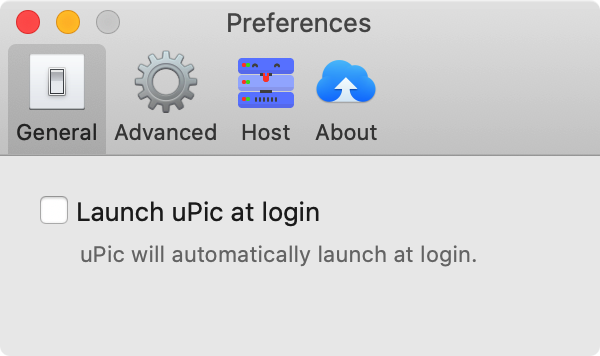 Preferences
General Advanced Host About
Launch uPic at login
uPic will automatically launch at login.